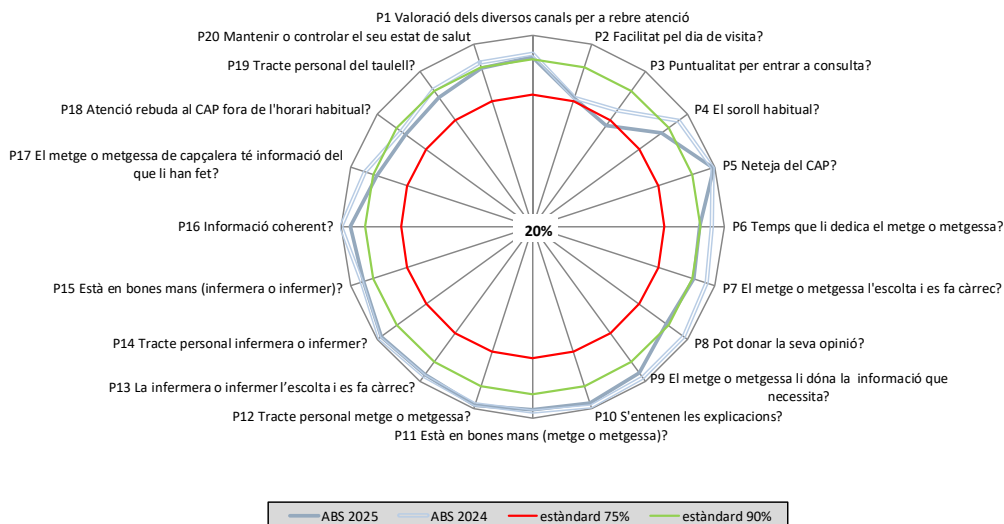 P1 Valoració dels diversos canals per a rebre atenció
P2 Facilitat pel dia de visita?
P3 Puntualitat per entrar a consulta?
P4 El soroll habitual?
P5 Neteja del CAP?
P6 Temps que li dedica el metge o metgessa?
P7 El metge o metgessa l'escolta i es fa càrrec?
P8 Pot donar la seva opinió?
P9 El metge o metgessa li dóna la informació que
necessita?
P10 S'entenen les explicacions?
P11 Està en bones mans (metge o metgessa)?
P12 Tracte personal metge o metgessa?
P13 La infermera o infermer l’escolta i es fa càrrec?
P14 Tracte personal infermera o infermer?
P15 Està en bones mans (infermera o infermer)?
P16 Informació coherent?
P17 El metge o metgessa de capçalera té informació del
que li han fet?
P18 Atenció rebuda al CAP fora de l'horari habitual?
P19 Tracte personal del taulell?
P20 Mantenir o controlar el seu estat de salut
20%
ABS 2025
ABS 2024
estàndard 75%
estàndard 90%